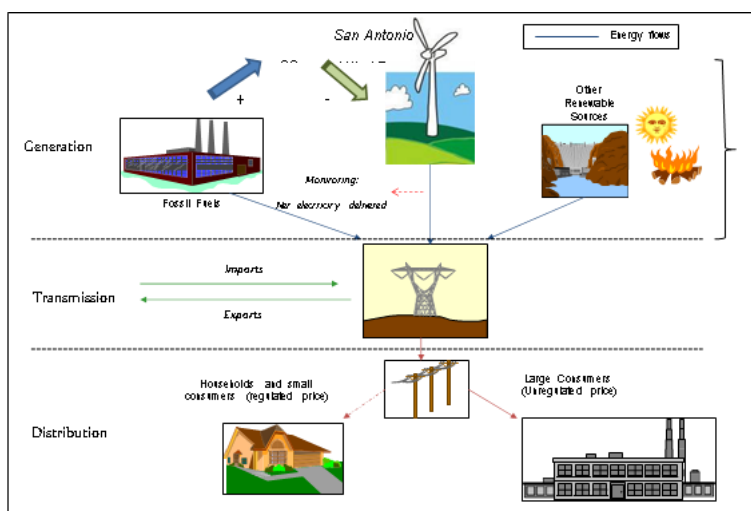 San Antonio
Energy flows
+
-
Other
Renewable
Sources
Generation
Monitoring:
Net electricity delivered
Fossil Fuels
Imports
Transmission
Exports
Households and small
consumers (regulated price)
Large Consumers
(Unregulated price)
Distribution